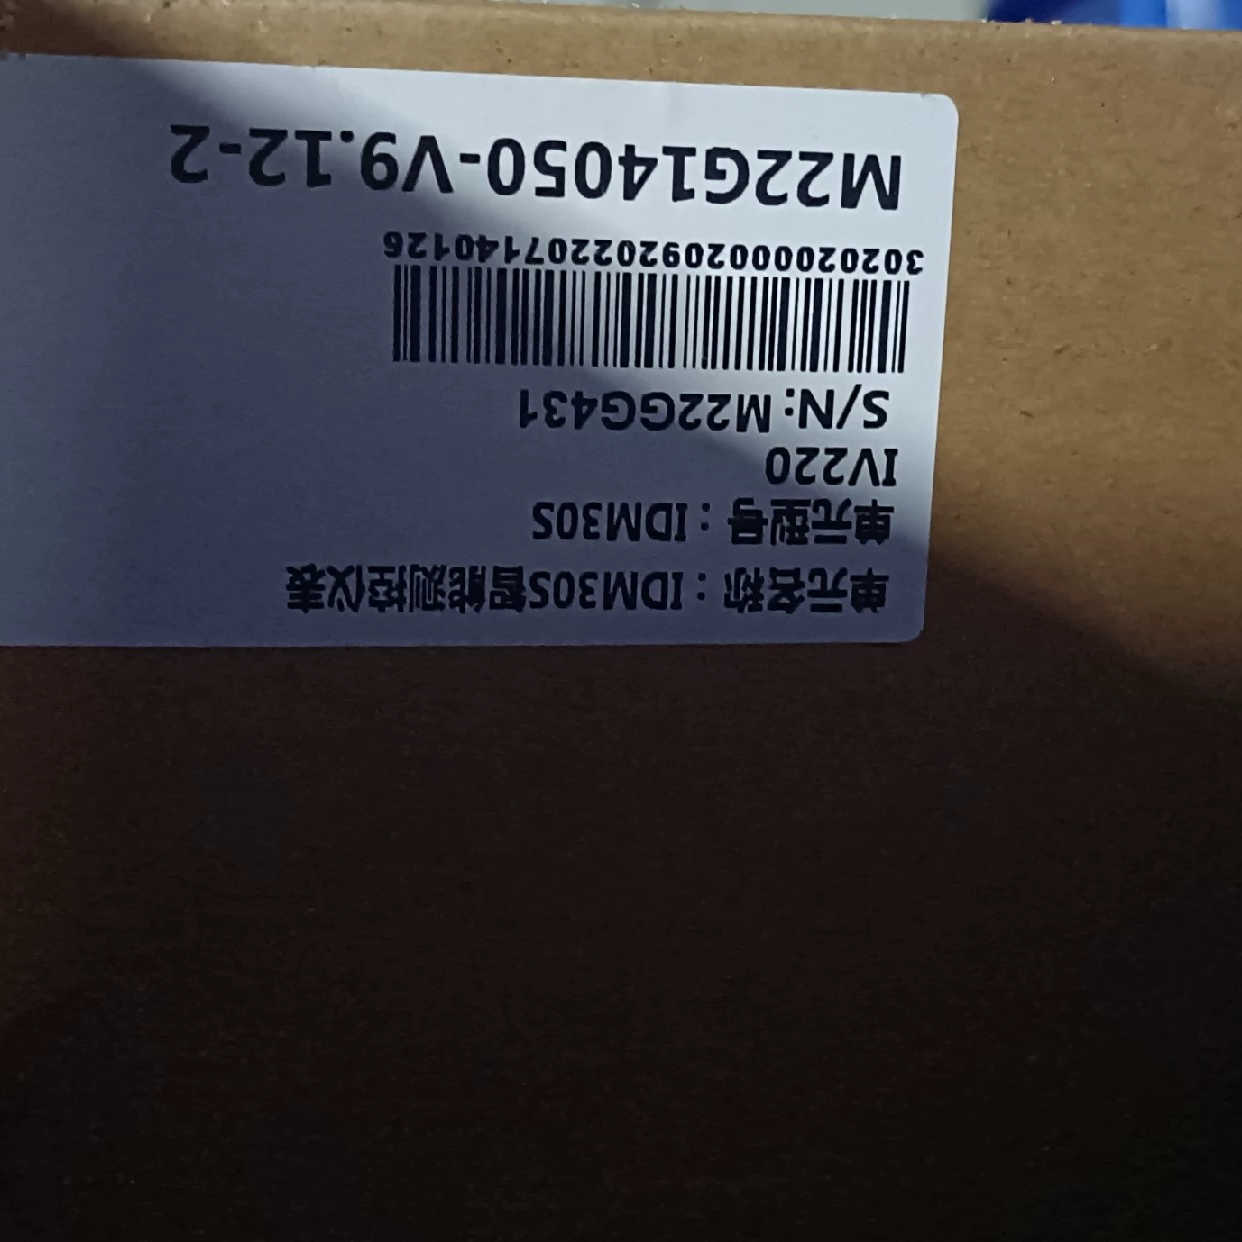 单元名称：IDM30S智能测控仪表
单元型号：IDM30S
IV220
S/N: M22GG431
3020200002092022071140126
M22G14050-V9.12-2